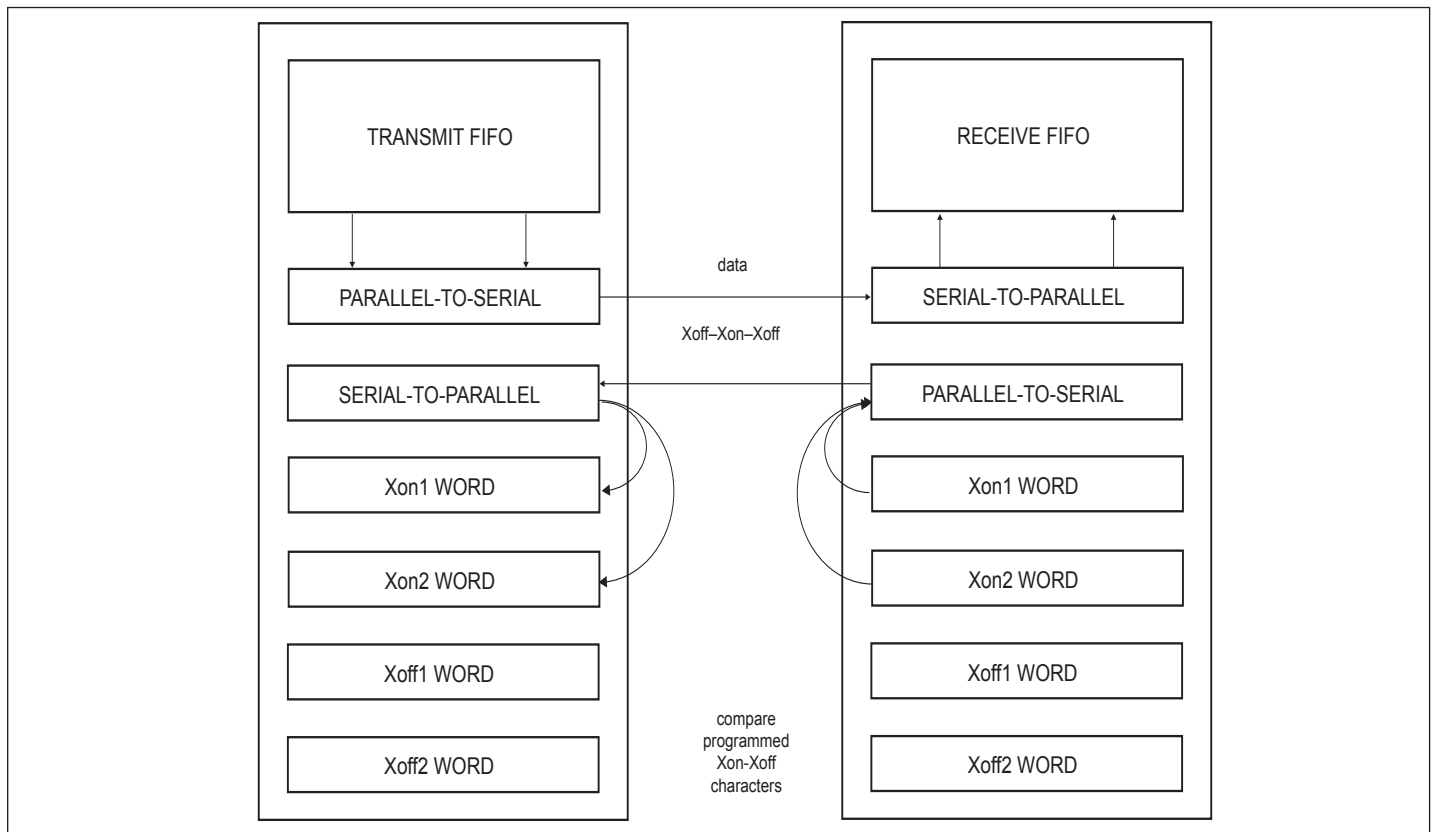 TRANSMIT FIFO
PARALLEL-TO-SERIAL
SERIAL-TO-PARALLEL
Xon1 WORD
Xon2 WORD
Xoff1 WORD
Xoff2 WORD
data
Xoff–Xon–Xoff
compare
programmed
Xon-Xoff
characters
RECEIVE FIFO
SERIAL-TO-PARALLEL
PARALLEL-TO-SERIAL
Xon1 WORD
Xon2 WORD
Xoff1 WORD
Xoff2 WORD